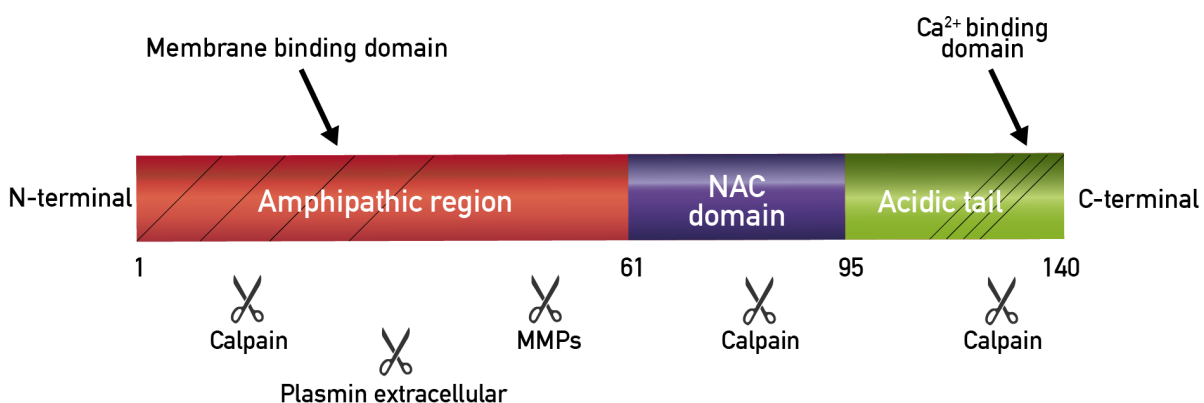 Membrane binding domain
Ca²⁺ binding
domain
N-terminal
Amphipathic region
NAC
domain
Acidic tail
C-terminal
1
61
95
140
Calpain
MMPs
Calpain
Calpain
Plasmin extracellular